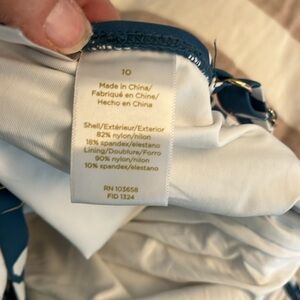 10
Made in China/
Fabriqué en Chine/
Hecho en China
Shell/Extérieur/Exterior
82% nylon/nilon
18% spandex/elastano
Lining/Doublure/Forro
90% nylon/nilon
10% spandex/elastano
RN 103658
FID 1324